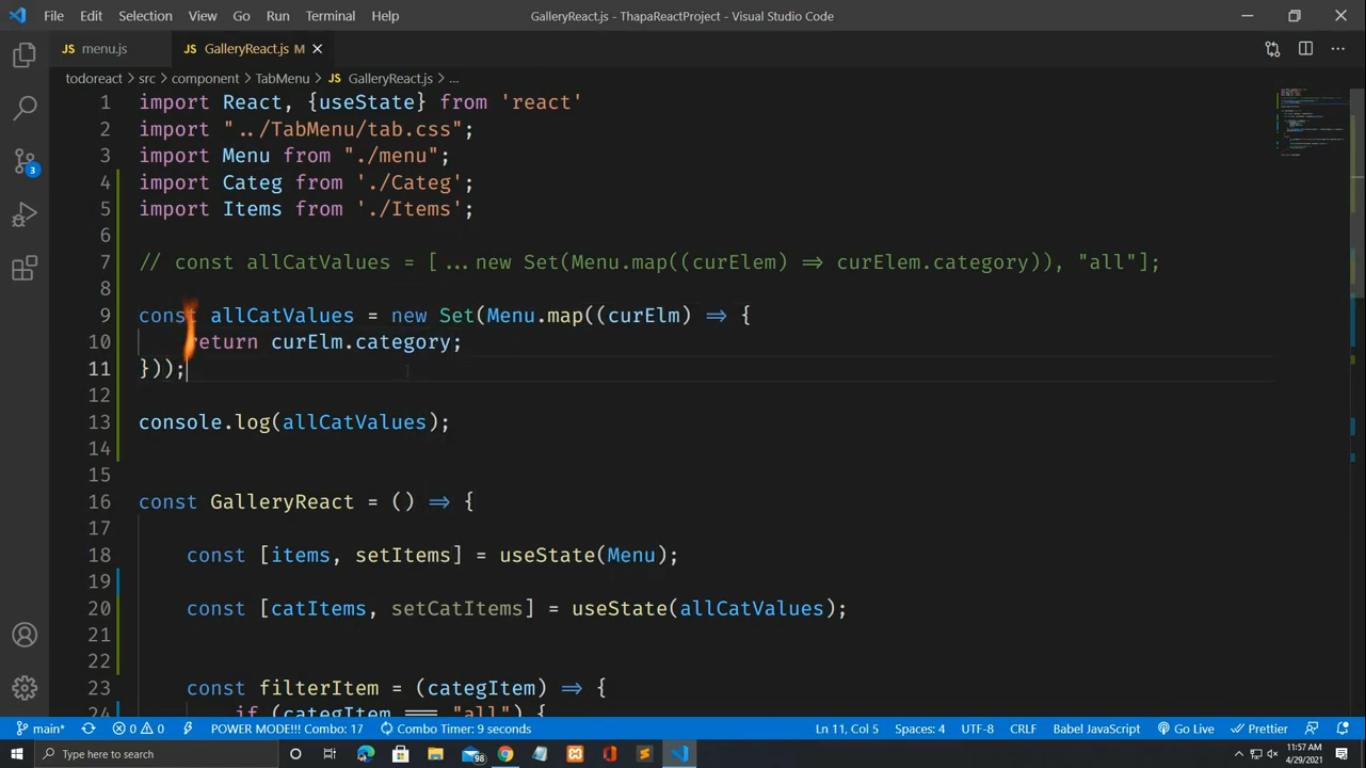 File Edit Selection View Go Run Terminal Help GalleryReact.js - ThapaReactProject - Visual Studio Code
JS menu.js JS GalleryReact.js M
todoreact > src > component > TabMenu > JS GalleryReact.js > ...
1 import React, {useState} from 'react'
2 import "../TabMenu/tab.css";
3 import Menu from "./menu";
4 import Categ from './Categ';
5 import Items from './Items';
6
7 // const allCatValues = [...new Set(Menu.map((curElem) => curElem.category)), "all"];
8
9 const allCatValues = new Set(Menu.map((curElm) => {
10 return curElm.category;
11 }));
12
13 console.log(allCatValues);
14
15
16 const GalleryReact = () => {
17
18 const [items, setItems] = useState(Menu);
19
20 const [catItems, setCatItems] = useState(allCatValues);
21
22
23 const filterItem = (categItem) => {
24 if (categItem === "all") {
3
main* 0 0 POWER MODE!!! Combo: 17 Combo Timer: 9 seconds Ln 11, Col 5 Spaces: 4 UTF-8 CRLF Babel JavaScript Go Live Prettier
Type here to search 98 11:57 AM
4/29/2021